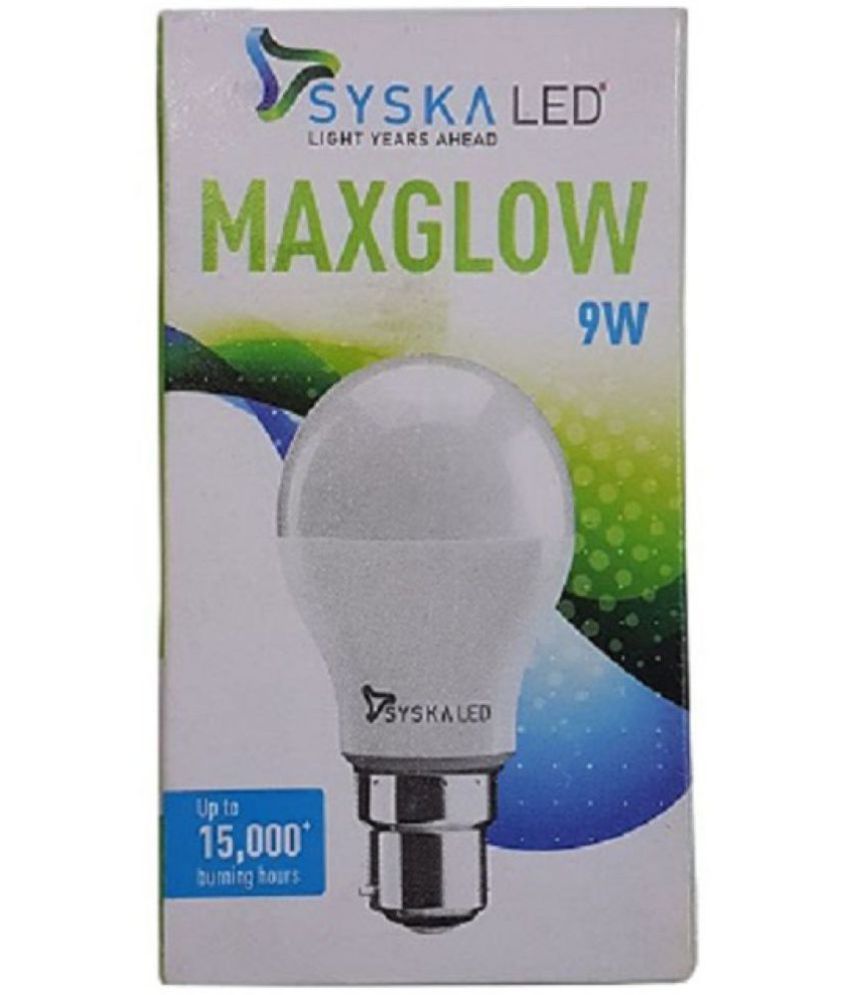 SYSKA LED
LIGHT YEARS AHEAD
MAXGLOW
9W
SYSKA LED
Up to
15,000+
burning hours